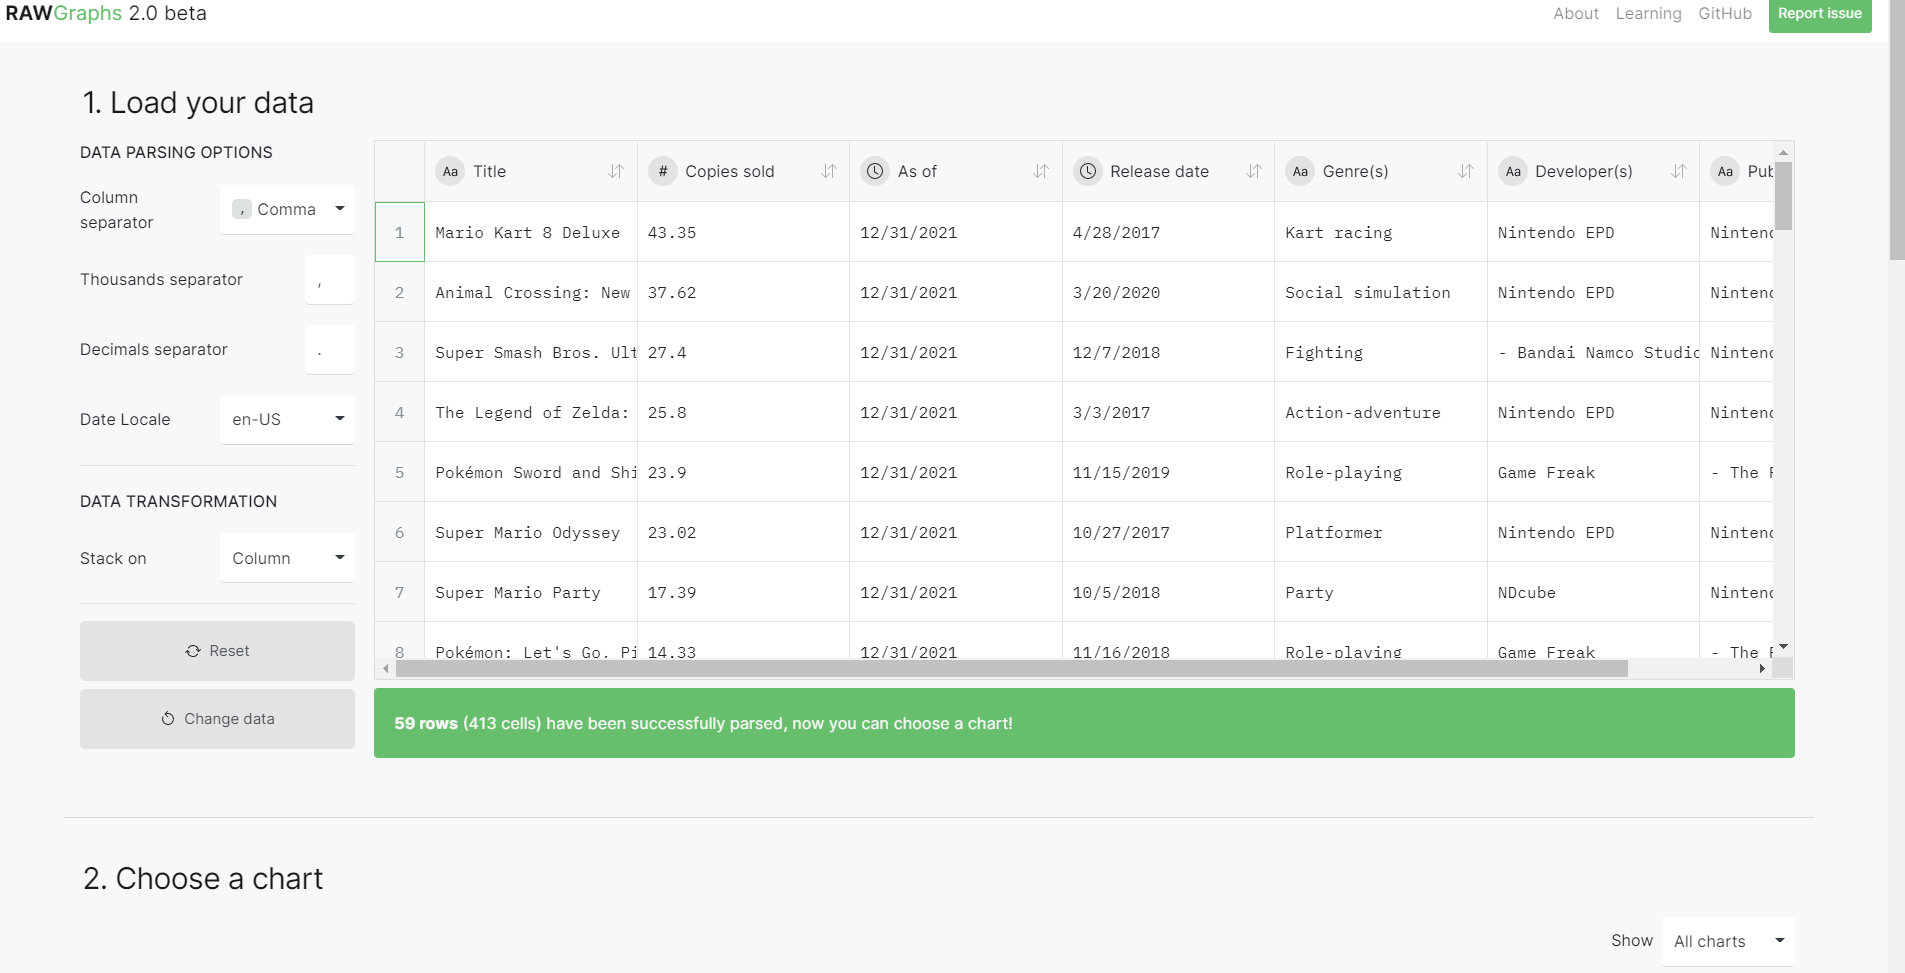 RAWGraphs 2.0 beta
About Learning GitHub Report issue
1. Load your data
DATA PARSING OPTIONS
Column separator
, Comma
Thousands separator
,
Decimals separator
.
Date Locale
en-US
DATA TRANSFORMATION
Stack on
Column
Reset
Change data
Aa Title # Copies sold As of Release date Aa Genre(s) Aa Developer(s) Aa Pub
1 Mario Kart 8 Deluxe 43.35 12/31/2021 4/28/2017 Kart racing Nintendo EPD Ninten
2 Animal Crossing: New 37.62 12/31/2021 3/20/2020 Social simulation Nintendo EPD Ninten
3 Super Smash Bros. Ult 27.4 12/31/2021 12/7/2018 Fighting - Bandai Namco Studio Ninten
4 The Legend of Zelda: 25.8 12/31/2021 3/3/2017 Action-adventure Nintendo EPD Ninten
5 Pokémon Sword and Shi 23.9 12/31/2021 11/15/2019 Role-playing Game Freak - The
6 Super Mario Odyssey 23.02 12/31/2021 10/27/2017 Platformer Nintendo EPD Ninten
7 Super Mario Party 17.39 12/31/2021 10/5/2018 Party NDcube Ninten
8 Pokémon: Let's Go, Pi 14.33 12/31/2021 11/16/2018 Role-playing Game Freak - The
59 rows (413 cells) have been successfully parsed, now you can choose a chart!
2. Choose a chart
Show All charts